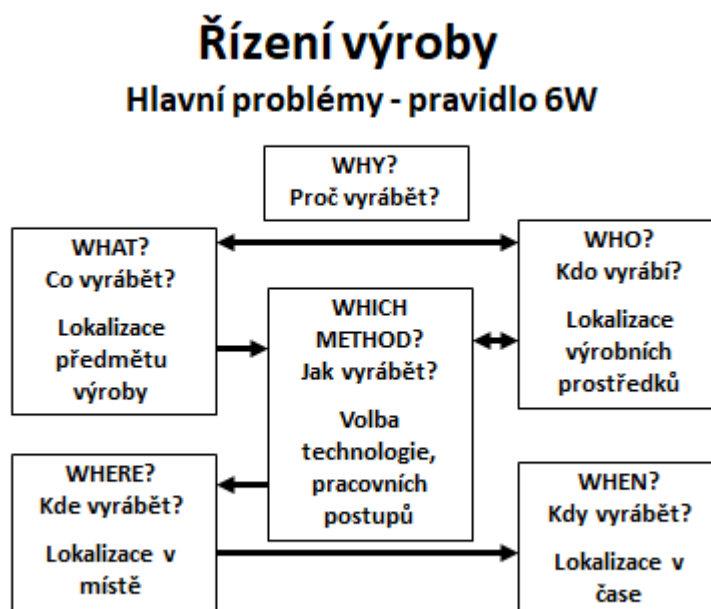 Řízení výroby
Hlavní problémy - pravidlo 6W
WHY?
Proč vyrábět?
WHAT?
Co vyrábět?
Lokalizace
předmětu
výroby
WHO?
Kdo vyrábí?
Lokalizace
výrobních
prostředků
WHICH
METHOD?
Jak vyrábět?
Volba
technologie,
pracovních
postupů
WHERE?
Kde vyrábět?
Lokalizace v
místě
WHEN?
Kdy vyrábět?
Lokalizace v
čase